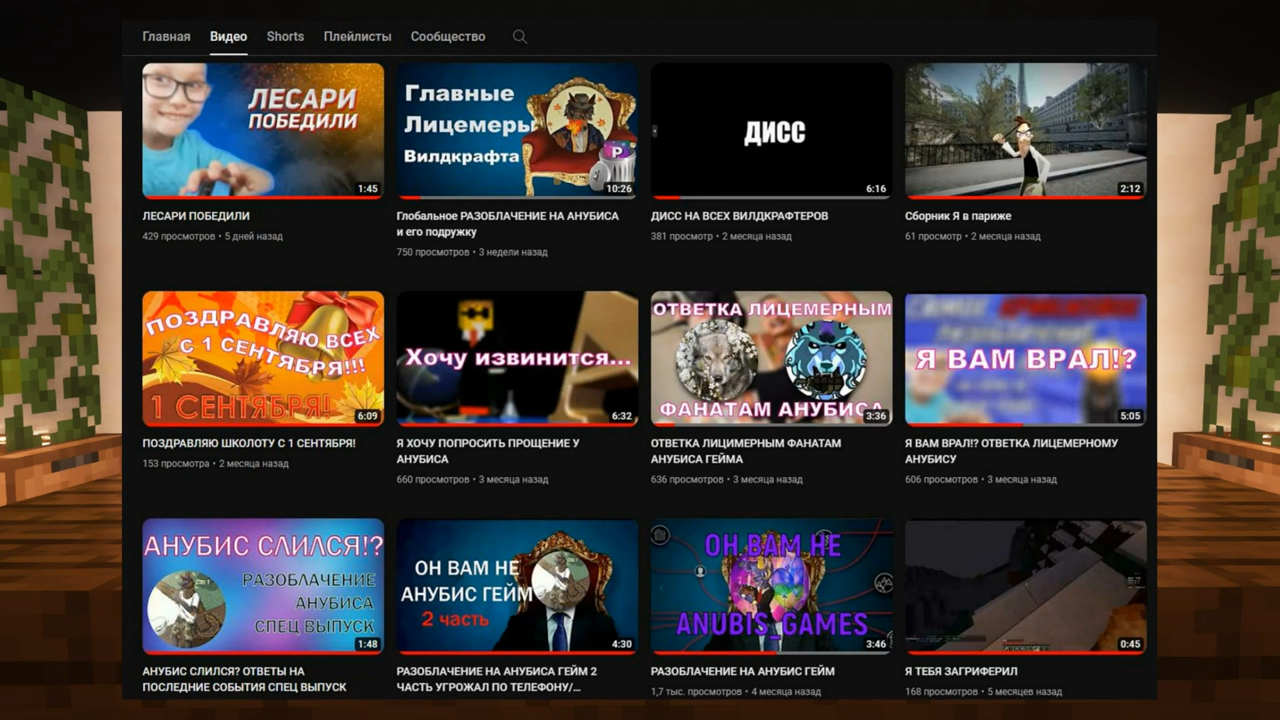 Главная Видео Shorts Плейлисты Сообщество
ЛЕСАРИ
ПОБЕДИЛИ
1:45
Главные
Лицемеры
Вилдкрафта
P
10:26
ДИСС
6:16
2:12
ЛЕСАРИ ПОБЕДИЛИ
429 просмотров • 5 дней назад
Глобальное РАЗОБЛАЧЕНИЕ НА АНУБИСА
и его подружку
750 просмотров • 3 недели назад
ДИСС НА ВСЕХ ВИЛДКРАФТЕРОВ
381 просмотр • 2 месяца назад
Сборник Я в париже
61 просмотр • 2 месяца назад
ПОЗДРАВЛЯЮ ВСЕХ
С 1 СЕНТЯБРЯ!!!
1 СЕНТЯБРЯ!
6:09
Хочу извинится...
6:32
ОТВЕТКА ЛИЦЕМЕРНЫМ
ФАНАТАМ АНУБИСА
3:36
Я ВАМ ВРАЛ!?
5:05
ПОЗДРАВЛЯЮ ШКОЛОТУ С 1 СЕНТЯБРЯ!
153 просмотра • 2 месяца назад
Я ХОЧУ ПОПРОСИТЬ ПРОЩЕНИЕ У
АНУБИСА
660 просмотров • 3 месяца назад
ОТВЕТКА ЛИЦИМЕРНЫМ ФАНАТАМ
АНУБИСА ГЕЙМА
636 просмотров • 3 месяца назад
Я ВАМ ВРАЛ!? ОТВЕТКА ЛИЦЕМЕРНОМУ
АНУБИСУ
606 просмотров • 3 месяца назад
АНУБИС СЛИЛСЯ!?
РАЗОБЛАЧЕНИЕ
АНУБИСА
СПЕЦ ВЫПУСК
1:48
ОН ВАМ НЕ
АНУБИС ГЕЙМ
2 часть
4:30
ОН ВАМ НЕ
ANUBIS_GAMES
3:46
0:45
АНУБИС СЛИЛСЯ? ОТВЕТЫ НА
ПОСЛЕДНИЕ СОБЫТИЯ СПЕЦ ВЫПУСК
РАЗОБЛАЧЕНИЕ НА АНУБИСА ГЕЙМ 2
ЧАСТЬ УГРОЖАЛ ПО ТЕЛЕФОНУ/...
РАЗОБЛАЧЕНИЕ НА АНУБИС ГЕЙМ
1,7 тыс. просмотров • 4 месяца назад
Я ТЕБЯ ЗАГРИФЕРИЛ
168 просмотров • 5 месяцев назад